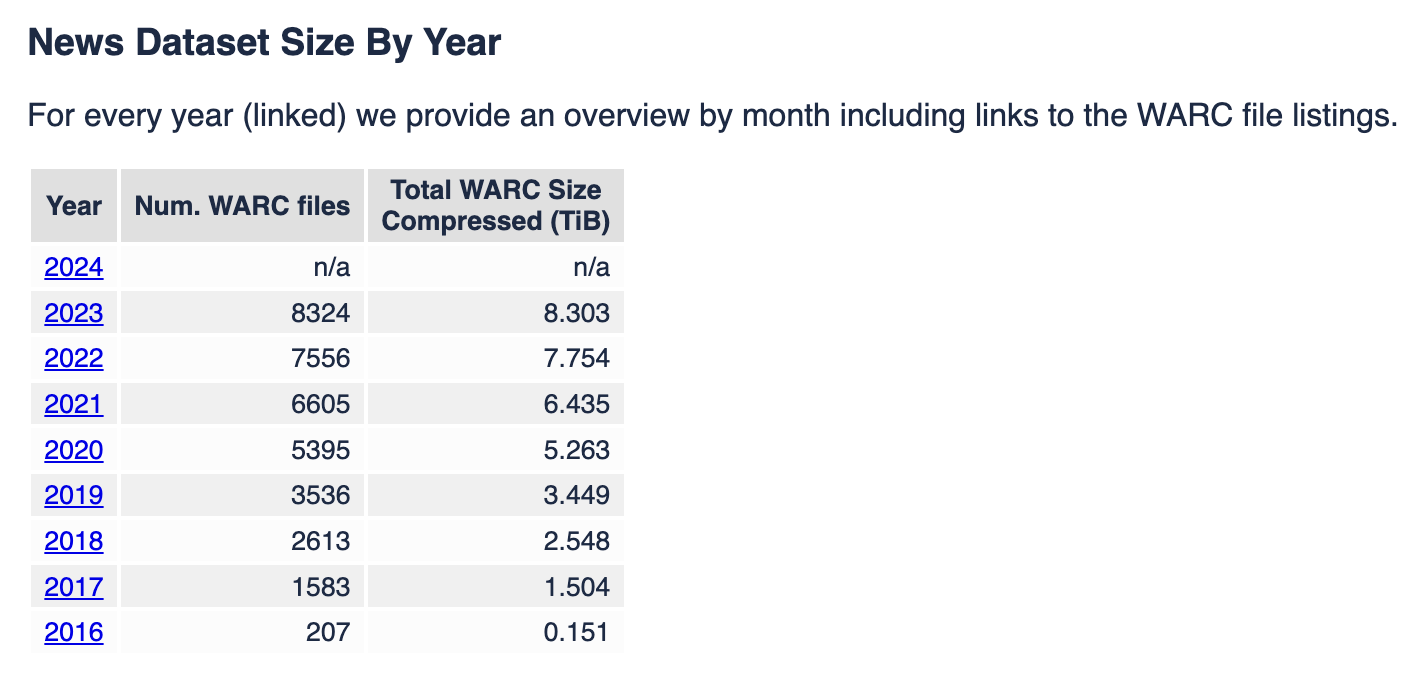 News Dataset Size By Year
For every year (linked) we provide an overview by month including links to the WARC file listings.
Year Num. WARC files Total WARC Size Compressed (TiB)
2024 n/a n/a
2023 8324 8.303
2022 7556 7.754
2021 6605 6.435
2020 5395 5.263
2019 3536 3.449
2018 2613 2.548
2017 1583 1.504
2016 207 0.151